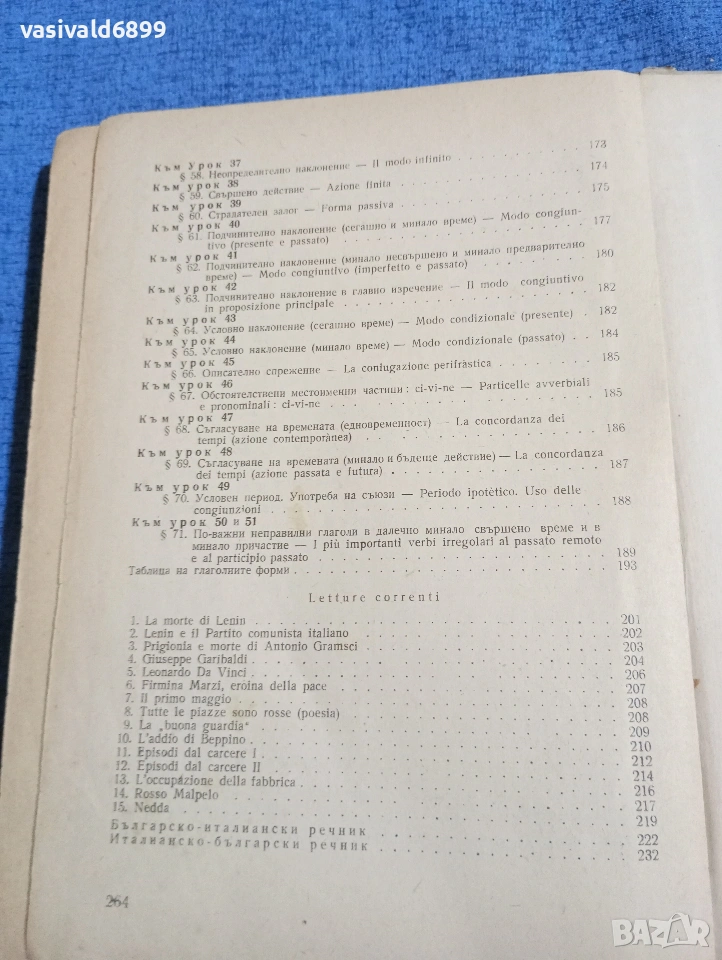 vasivald6899
Към урок 37
§ 58. Неопределително наклонение — Il modo infinito . . . . 173
Към урок 38
§ 59. Свършено действие — Azione finita . . . . 174
Към урок 39
§ 60. Страдателен залог — Forma passiva . . . . 175
Към урок 40
§ 61. Подчинително наклонение (сегашно и минало време) — Modo congiun-
tivo (presente e passato) . . . . 177
Към урок 41
§ 62. Подчинително наклонение (минало несвършено и минало предварително
време) — Modo congiuntivo (imperfetto e passato) . . . . 180
Към урок 42
§ 63. Подчинително наклонение в главно изречение — Il modo congiuntivo
in proposizione principale . . . . 182
Към урок 43
§ 64. Условно наклонение (сегашно време) — Modo condizionale (presente) . 182
Към урок 44
§ 65. Условно наклонение (минало време) — Modo condizionale (passato) . . 184
Към урок 45
§ 66. Описателно спрежение — La coniugazione perifràstica . . . . 185
Към урок 46
§ 67. Обстоятелствени местоимения частици: ci-vi-ne — Particelle avverbiali
e pronominali: ci-vi-ne . . . . 185
Към урок 47
§ 68. Съгласуване на времената (едновременност) — La concordanza dei
tempi (azione contemporànea) . . . . 186
Към урок 48
§ 69. Съгласуване на времената (минало и бъдеще действие) — La concordanza
dei tempi (azione passata e futura) . . . . 187
Към урок 49
§ 70. Условен период. Употреба на съюзи — Periodo ipotètico. Uso delle
congiunzioni . . . . 188
Към урок 50 и 51
§ 71. По-важни неправилни глаголи в далечно минало свършено време и в
минало причастие — I più importanti verbi irregolari al passato remoto
e al participio passato . . . . 189
Таблица на глаголните форми . . . . 193
Letture correnti
1. La morte di Lenin . . . . 201
2. Lenin e il Partito comunista italiano . . . . 202
3. Prigionia e morte di Antonio Gramsci . . . . 203
4. Giuseppe Garibaldi . . . . 204
5. Leonardo Da Vinci . . . . 206
6. Firmina Marzi, eroina della pace . . . . 207
7. Il primo maggio . . . . 208
8. Tutte le piazze sono rosse (poesia) . . . . 208
9. La „buona guardia“ . . . . 209
10. L'addio di Beppino . . . . 210
11. Episodi dal carcere I . . . . 212
12. Episodi dal carcere II . . . . 214
13. L'occupazione della fabbrica . . . . 216
14. Rosso Malpelo . . . . 217
15. Nedda . . . . 219
Българско-италиански речник . . . . 222
Италианско-български речник . . . . 232
264
BAZAR